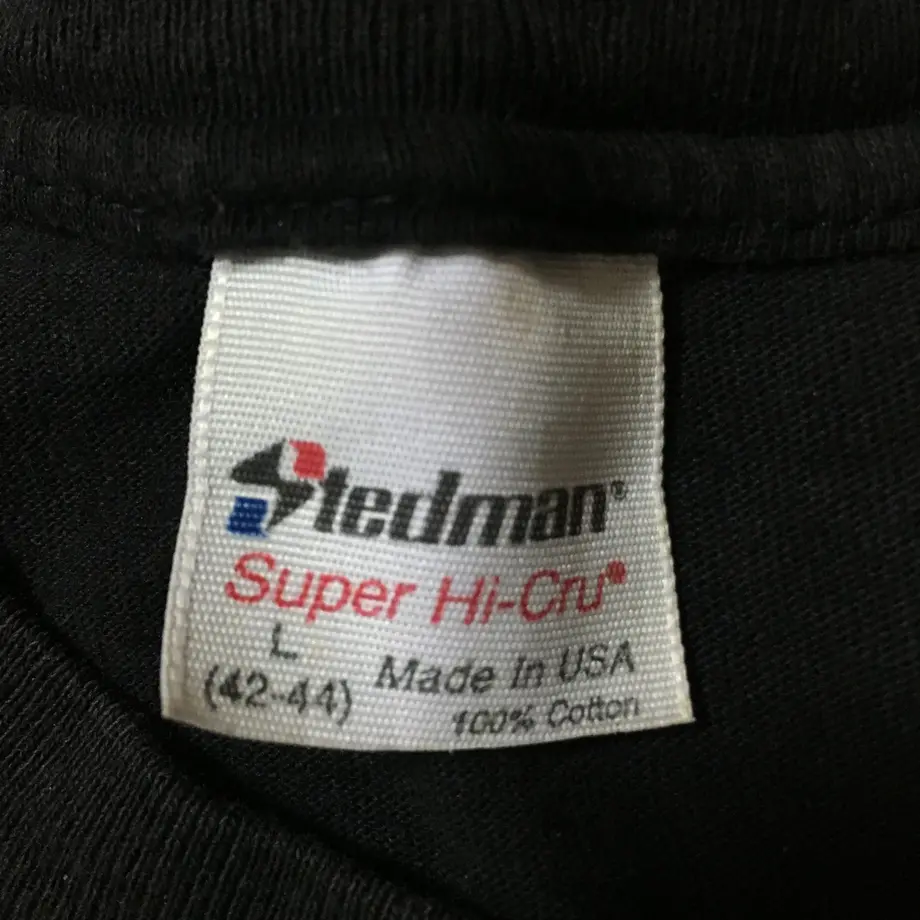 Stedman®
Super Hi-Cru®
L
(42-44)
Made In USA
100% Cotton